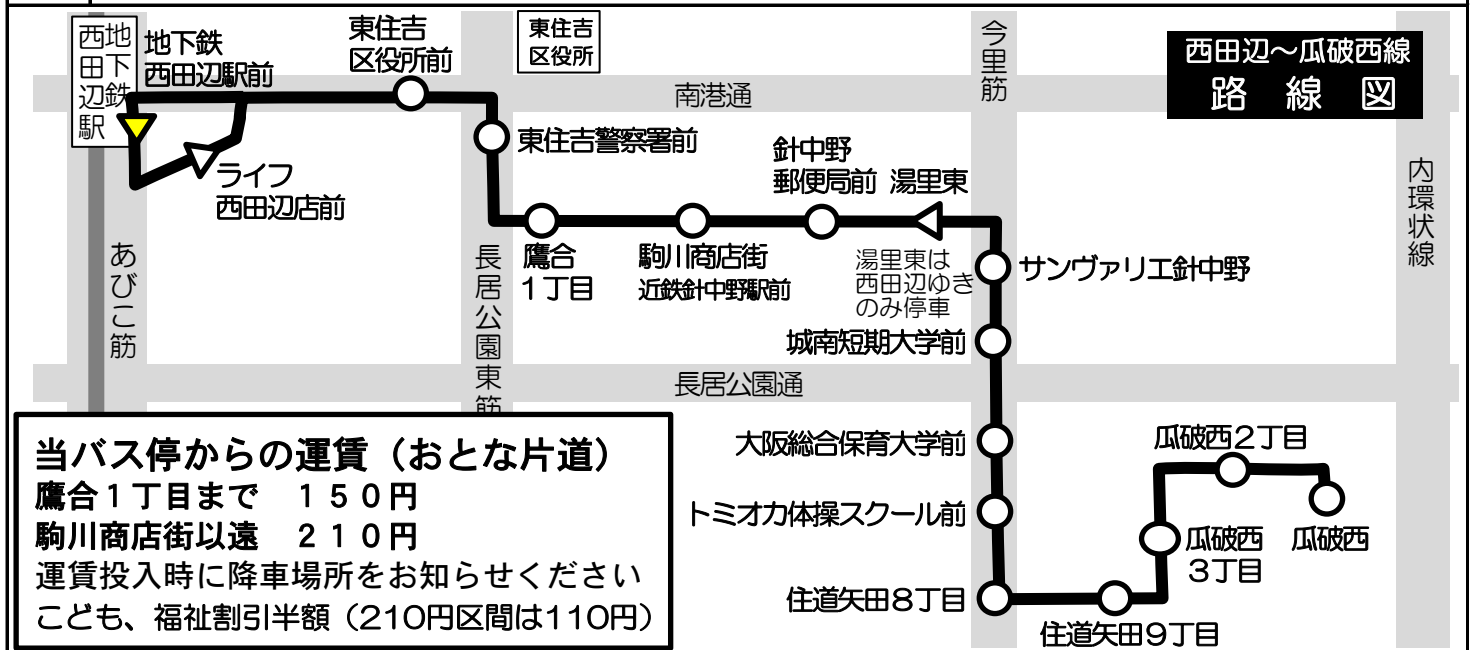 西田辺～瓜破西線
路線図
地下鉄
西田辺駅
地下鉄
西田辺駅前
東住吉
区役所前
東住吉
区役所
今里筋
南港通
内環状線
ライフ
西田辺店前
東住吉警察署前
針中野
郵便局前
湯里東
あびこ筋
長居公園東筋
鷹合
1丁目
駒川商店街
近鉄針中野駅前
湯里東は
西田辺ゆき
のみ停車
サンヴァリエ針中野
城南短期大学前
長居公園通
大阪総合保育大学前
トミオカ体操スクール前
住道矢田8丁目
住道矢田9丁目
瓜破西
3丁目
瓜破西2丁目
瓜破西
当バス停からの運賃（おとな片道）
鷹合１丁目まで　１５０円
駒川商店街以遠　２１０円
運賃投入時に降車場所をお知らせください
こども、福祉割引半額（210円区間は110円）